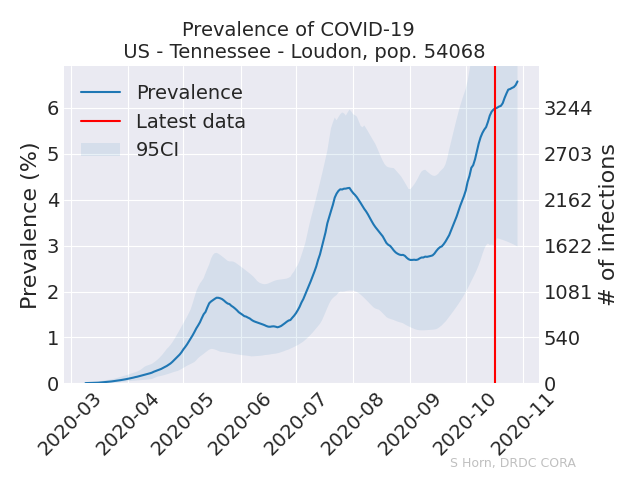 Prevalence of COVID-19
US - Tennessee - Loudon, pop. 54068
Prevalence
Latest data
95CI
Prevalence (%)
6
5
4
3
2
1
0
3244
2703
2162
1622
1081
540
0
# of infections
2020-03
2020-04
2020-05
2020-06
2020-07
2020-08
2020-09
2020-10
2020-11
S Horn, DRDC CORA